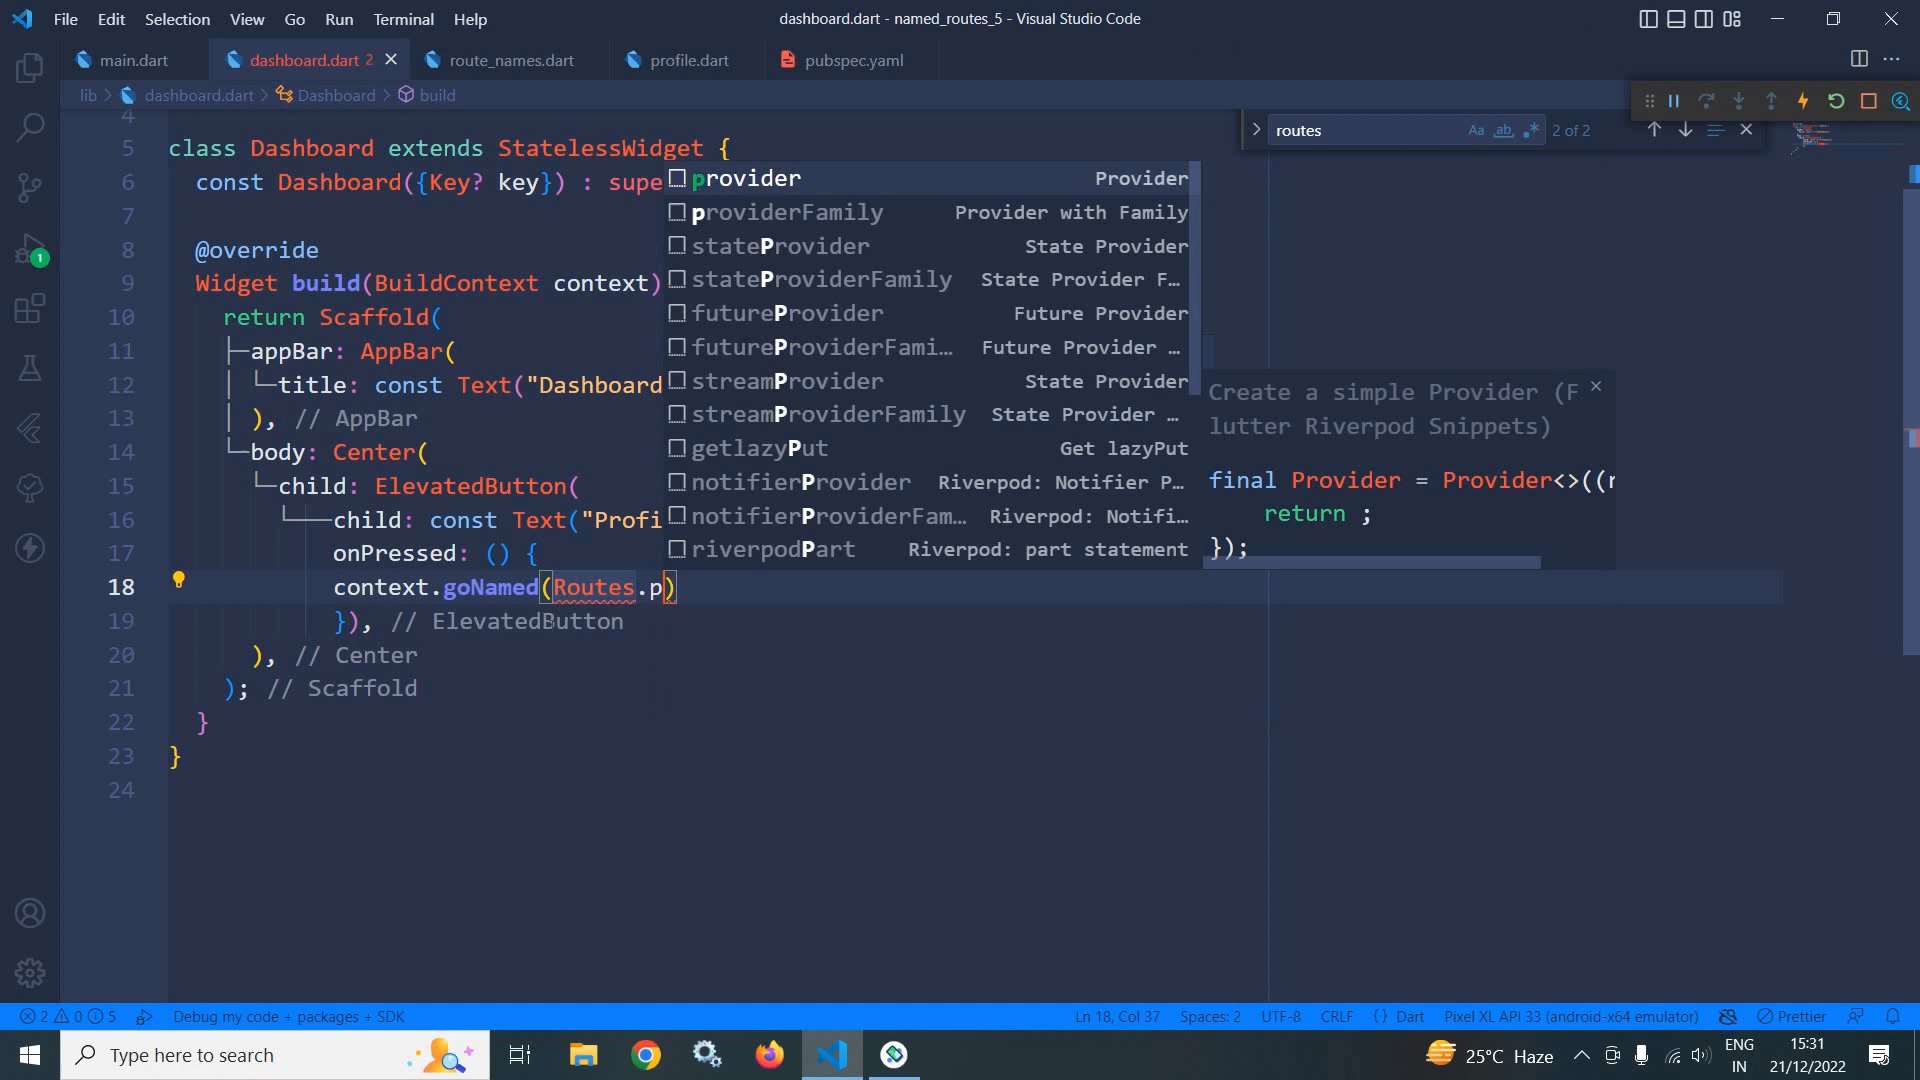 File Edit Selection View Go Run Terminal Help
dashboard.dart - named_routes_5 - Visual Studio Code
main.dart
dashboard.dart 2
route_names.dart
profile.dart
pubspec.yaml
lib > dashboard.dart > Dashboard > build
routes
Aa ab .*
2 of 2
4
5 class Dashboard extends StatelessWidget {
6 const Dashboard({Key? key}) : supe
7
8 @override
9 Widget build(BuildContext context)
10 return Scaffold(
11 appBar: AppBar(
12 title: const Text("Dashboard
13 ), // AppBar
14 body: Center(
15 child: ElevatedButton(
16 child: const Text("Profi
17 onPressed: () {
18 context.goNamed(Routes.p)
19 }), // ElevatedButton
20 ), // Center
21 ); // Scaffold
22 }
23 }
24
provider Provider
providerFamily Provider with Family
stateProvider State Provider
stateProviderFamily State Provider F…
futureProvider Future Provider
futureProviderFami… Future Provider …
streamProvider State Provider
streamProviderFamily State Provider …
getlazyPut Get lazyPut
notifierProvider Riverpod: Notifier P…
notifierProviderFam… Riverpod: Notifi…
riverpodPart Riverpod: part statement
Create a simple Provider (F
lutter Riverpod Snippets)
final Provider = Provider<>((r
return ;
});
1
2 0 5 Debug my code + packages + SDK
Ln 18, Col 37 Spaces: 2 UTF-8 CRLF {} Dart Pixel XL API 33 (android-x64 emulator) Prettier
Type here to search
25°C Haze
ENG
IN
15:31
21/12/2022